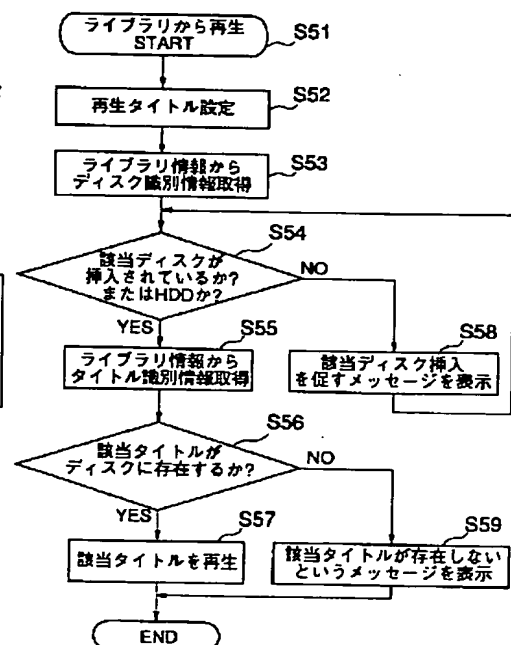 ライブラリから再生
START
S51
再生タイトル設定
S52
ライブラリ情報から
ディスク識別情報取得
S53
該当ディスクが
挿入されているか?
またはHDDか?
S54
NO
YES
ライブラリ情報から
タイトル識別情報取得
S55
該当ディスク挿入
を促すメッセージを表示
S58
該当タイトルが
ディスクに存在するか?
S56
NO
YES
該当タイトルを再生
S57
該当タイトルが存在しない
というメッセージを表示
S59
END